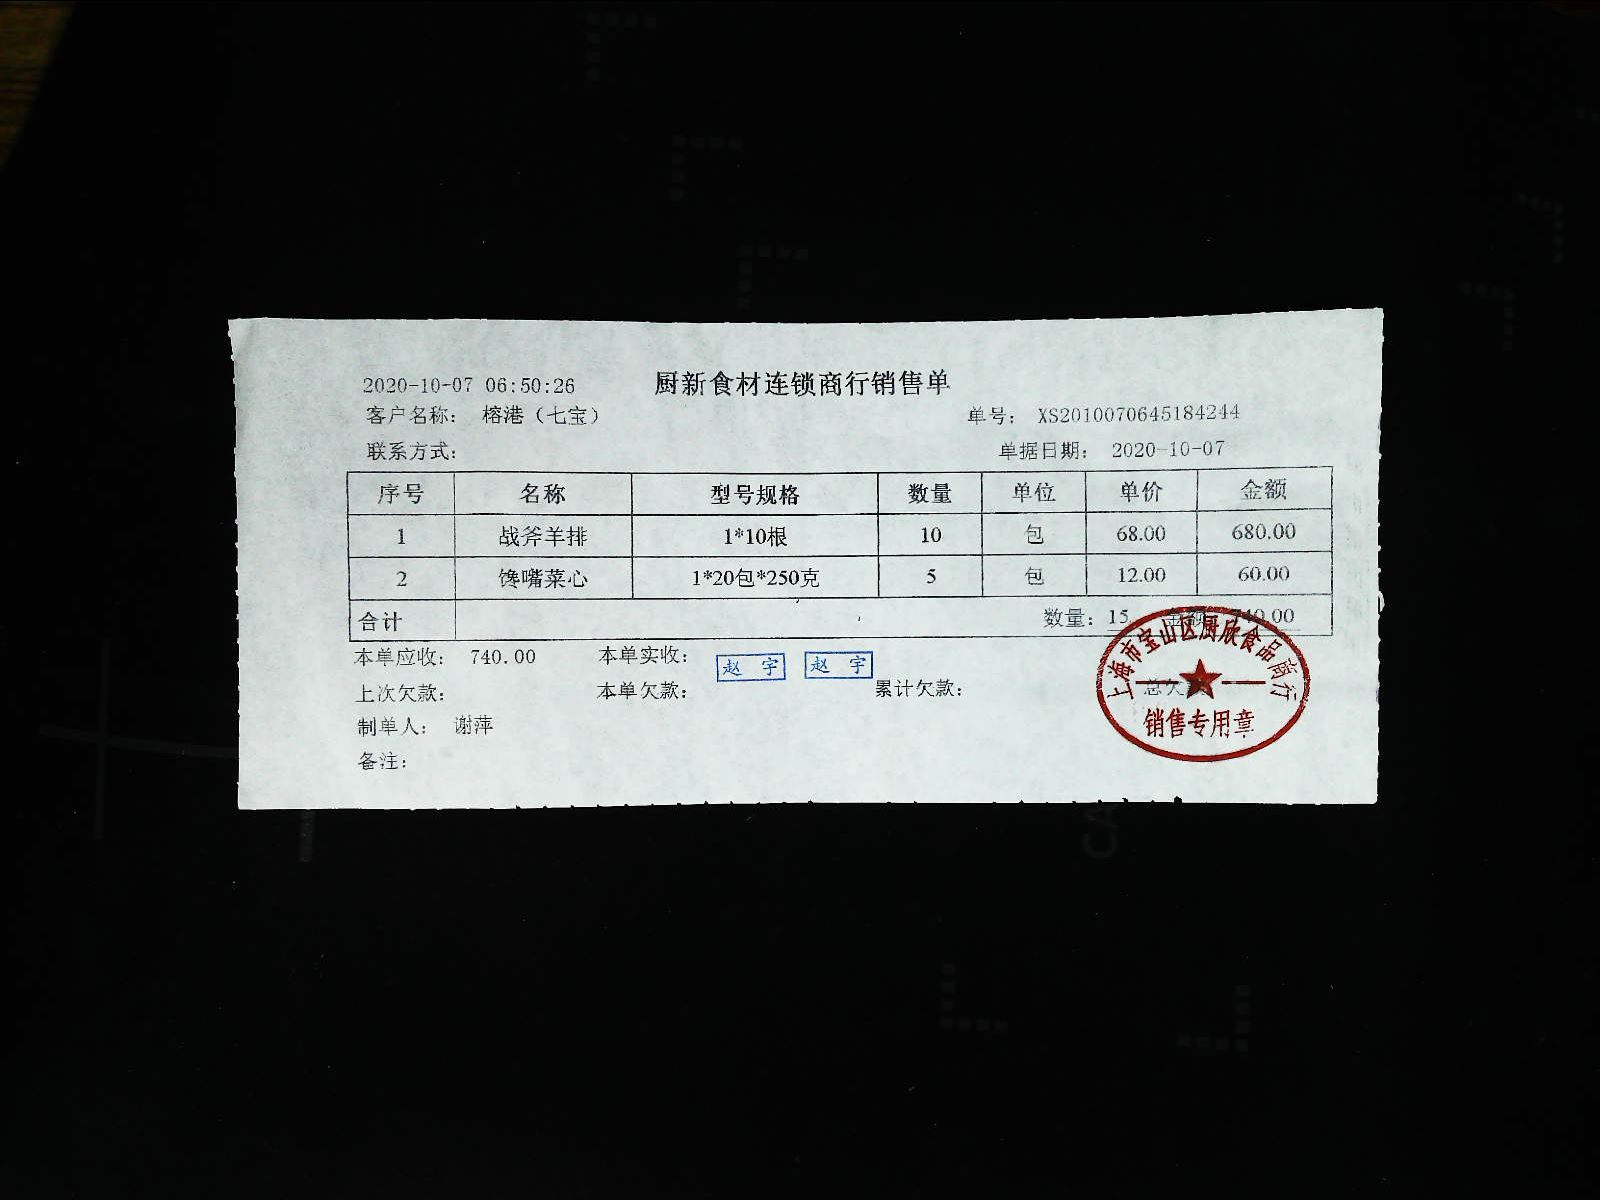 厨新食材连锁商行销售单
2020-10-07 06:50:26
客户名称： 榕港（七宝） 单号： XS2010070645184244
联系方式： 单据日期： 2020-10-07
序号 名称 型号规格 数量 单位 单价 金额
1 战斧羊排 1*10根 10 包 68.00 680.00
2 馋嘴菜心 1*20包*250克 5 包 12.00 60.00
合计 数量：15 金额 740.00
本单应收： 740.00 本单实收： 赵 宇 赵 宇
上次欠款： 本单欠款： 累计欠款： 总欠
制单人： 谢萍
备注：
上海市宝山区厨欣食品商行
销售专用章